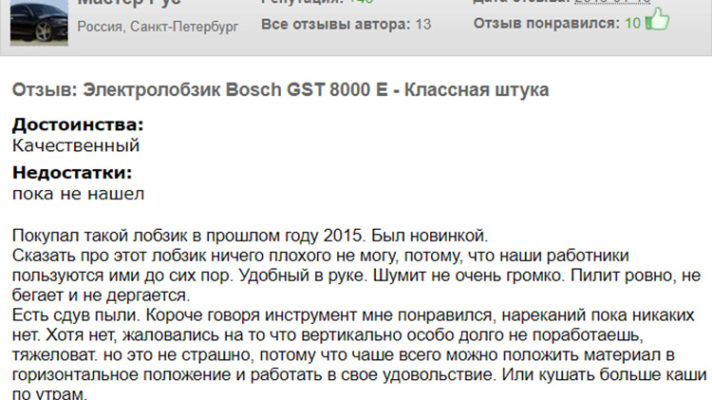 Мастер Рус
Репутация: +46
Россия, Санкт-Петербург
Все отзывы автора: 13
Дата отзыва:
Отзыв понравился: 10
Отзыв: Электролобзик Bosch GST 8000 E - Классная штука
Достоинства:
Качественный
Недостатки:
пока не нашел
Покупал такой лобзик в прошлом году 2015. Был новинкой.
Сказать про этот лобзик ничего плохого не могу, потому, что наши работники
пользуются ими до сих пор. Удобный в руке. Шумит не очень громко. Пилит ровно, не
бегает и не дергается.
Есть сдув пыли. Короче говоря инструмент мне понравился, нареканий пока никаких
нет. Хотя нет, жаловались на то что вертикально особо долго не поработаешь,
тяжеловат. но это не страшно, потому что чаше всего можно положить материал в
горизонтальное положение и работать в свое удовольствие. Или кушать больше каши
по утрам.